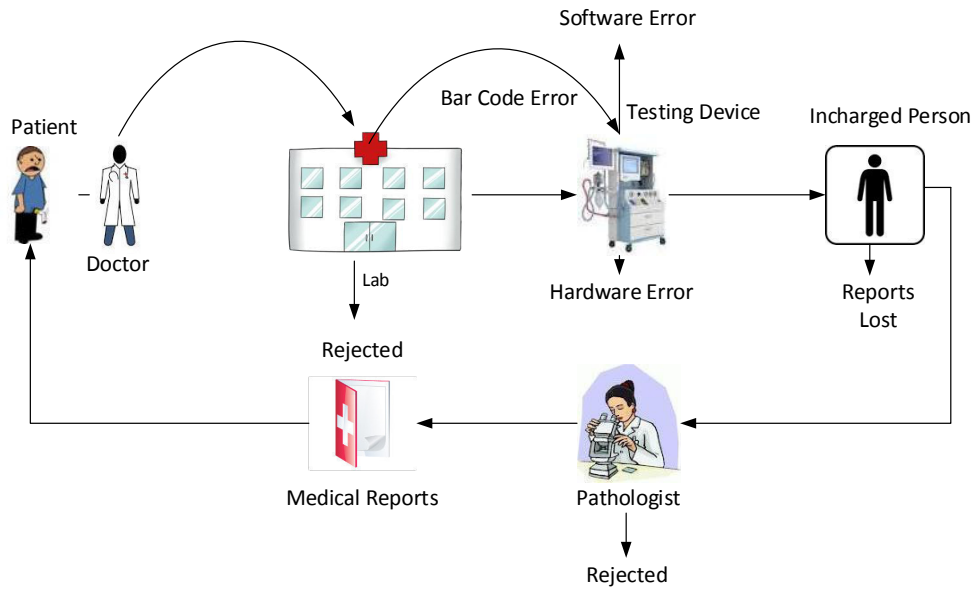 Software Error
Bar Code Error
Testing Device
Incharged Person
Patient
Doctor
Lab
Hardware Error
Reports
Lost
Rejected
Medical Reports
Pathologist
Rejected